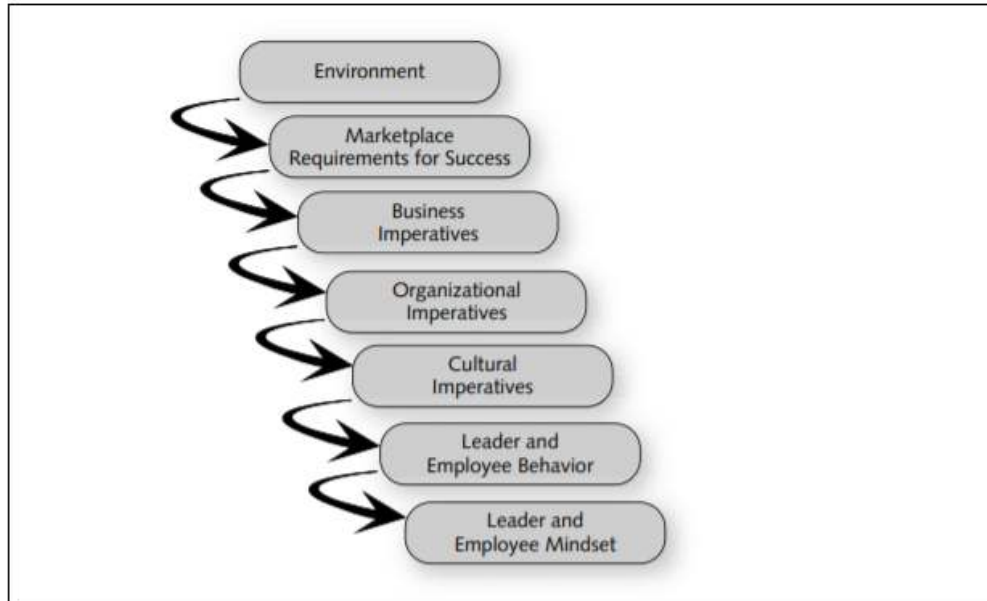 Environment
Marketplace
Requirements for Success
Business
Imperatives
Organizational
Imperatives
Cultural
Imperatives
Leader and
Employee Behavior
Leader and
Employee Mindset